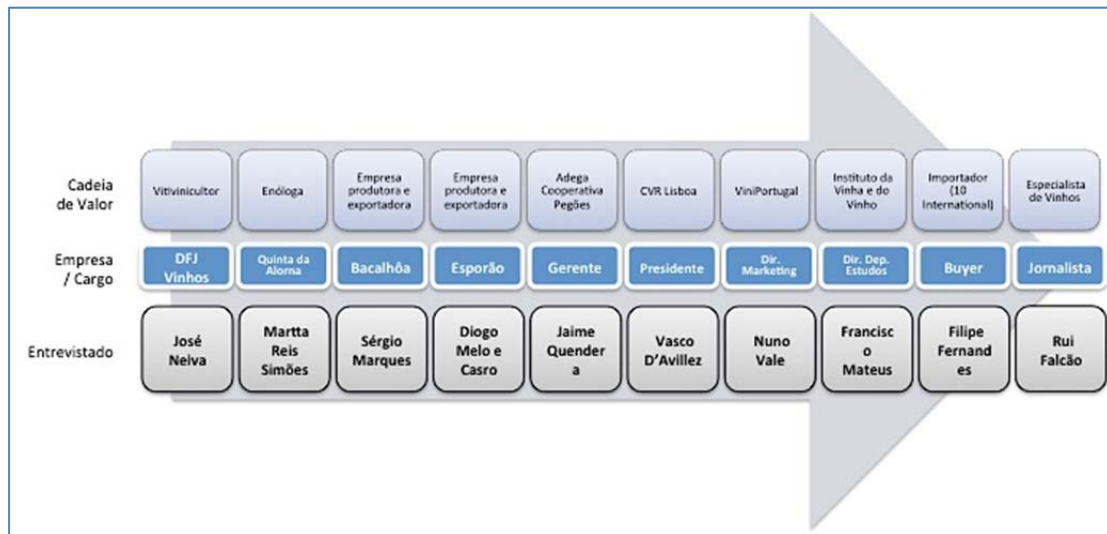 Cadeia
de Valor
Vitivinicultor
Enóloga
Empresa
produtora e
exportadora
Empresa
produtora e
exportadora
Adega
Cooperativa
Pegões
CVR Lisboa
ViniPortugal
Instituto da
Vinha e do
Vinho
Importador
(10
International)
Especialista
de Vinhos
Empresa
/ Cargo
DFJ
Vinhos
Quinta da
Alorna
Bacalhôa
Esporão
Gerente
Presidente
Dir.
Marketing
Dir. Dep.
Estudos
Buyer
Jornalista
Entrevistado
José
Neiva
Martta
Reis
Simões
Sérgio
Marques
Diogo
Melo e
Casro
Jaime
Quender
a
Vasco
D'Avillez
Nuno
Vale
Francisc
o
Mateus
Filipe
Fernand
es
Rui
Falcão